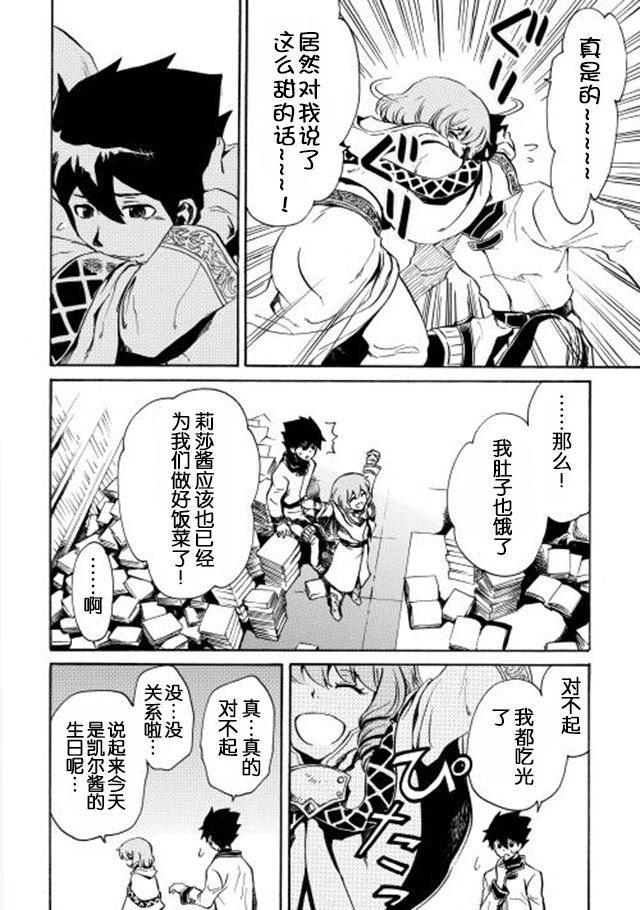 真是的~~~~~
居然对我说了
这么甜的话~~~！
ぐ
ぐ
……那么！
我肚子也饿了
莉莎酱应该也已经
为我们做好饭菜了！
……啊
对不起
我都吃光
了
ぴ
真…真的
对不起
没…没
关系啦…
说起来今天
是凯尔酱的
生日呢…